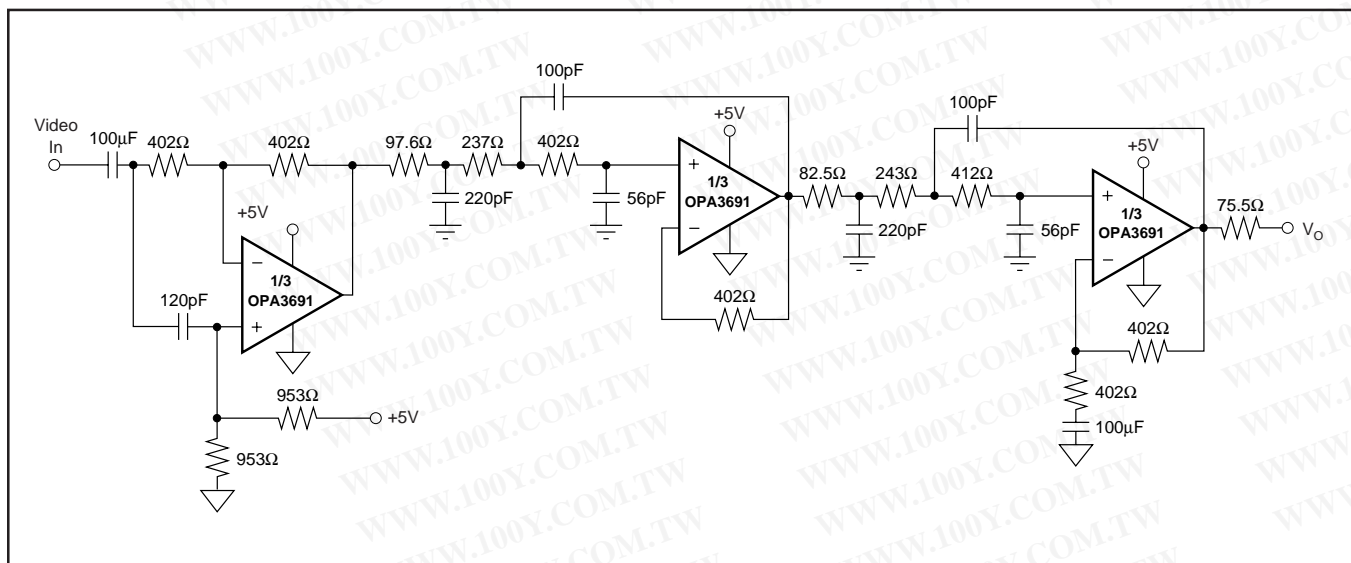 Video
In
100µF
402Ω
402Ω
97.6Ω
237Ω
402Ω
100pF
220pF
56pF
+5V
1/3
OPA3691
402Ω
82.5Ω
243Ω
412Ω
100pF
220pF
56pF
+5V
1/3
OPA3691
75.5Ω
V_O
402Ω
402Ω
100µF
+5V
1/3
OPA3691
120pF
953Ω
+5V
953Ω
WWW.100Y.COM.TW